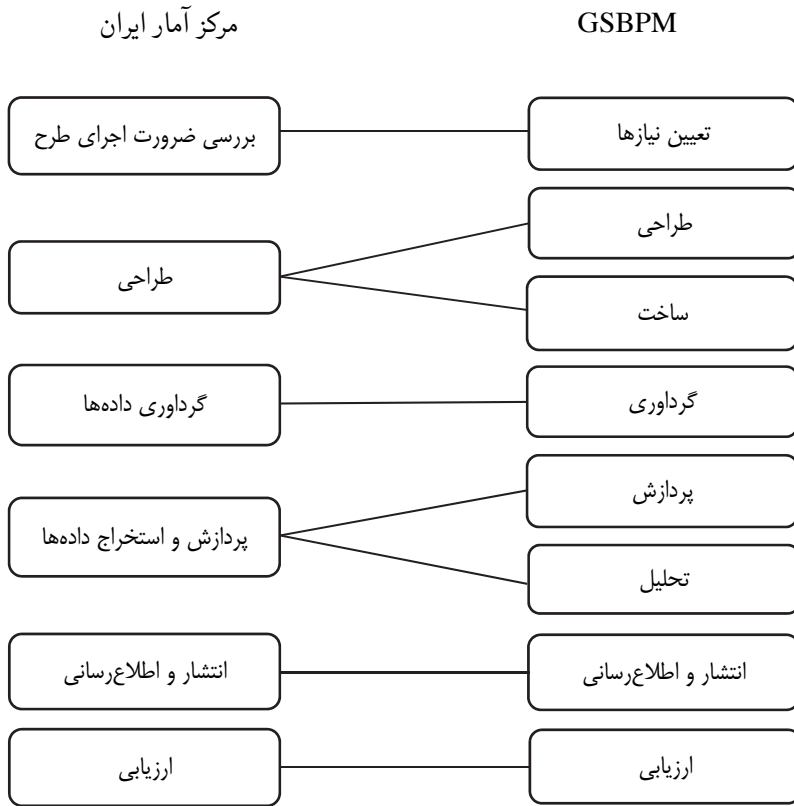 GSBPM
مرکز آمار ایران
تعیین نیازها
بررسی ضرورت اجرای طرح
طراحی
طراحی
ساخت
گرداوری
گرداوری داده‌ها
پردازش
پردازش و استخراج داده‌ها
تحلیل
انتشار و اطلاع‌رسانی
انتشار و اطلاع‌رسانی
ارزیابی
ارزیابی